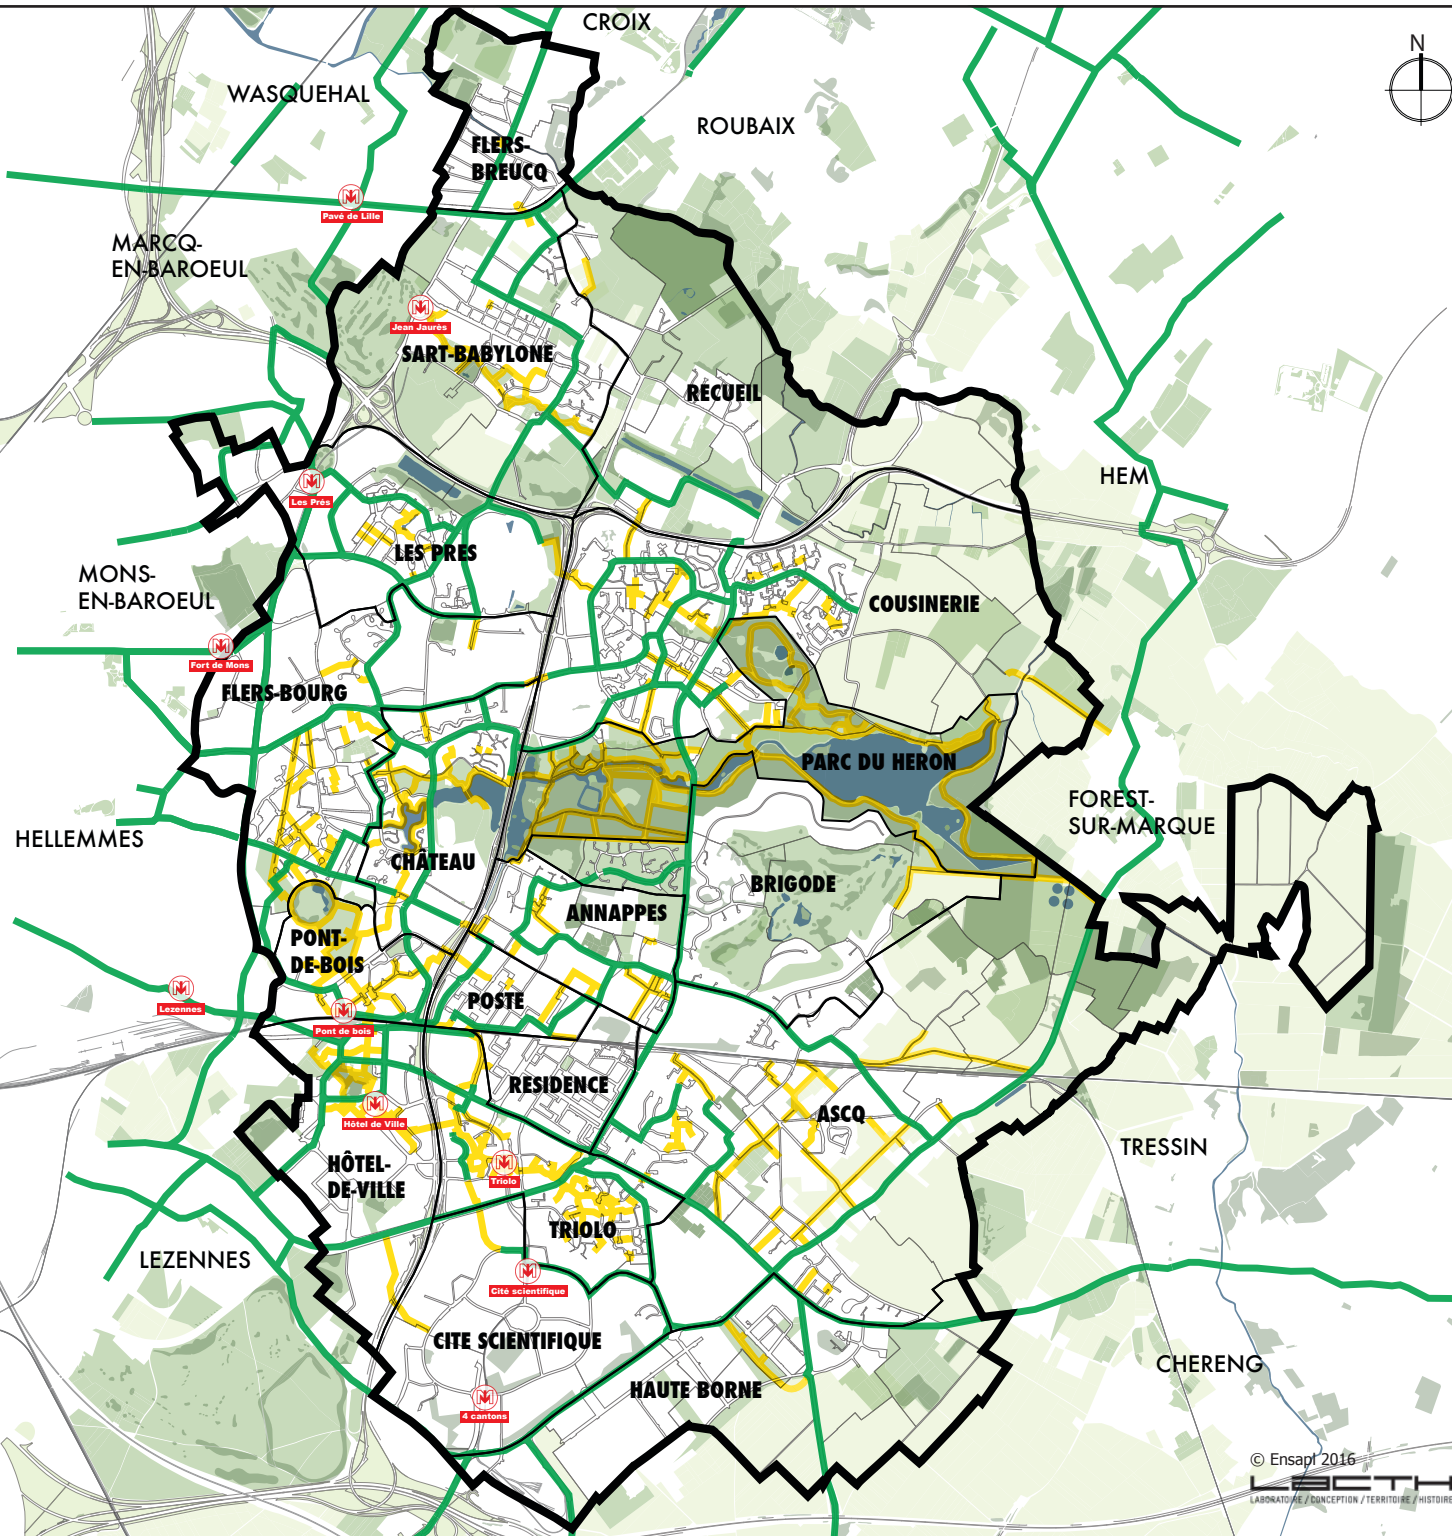 CROIX
N
WASQUEHAL
ROUBAIX
FLERS-
BREUCQ
Pavé de Lille
MARCQ-
EN-BAROEUL
Jean Jaurès
SART-BABYLONE
RECUEIL
HEM
Les Prés
LES PRES
MONS-
EN-BAROEUL
COUSINERIE
Fort de Mons
FLERS-BOURG
PARC DU HERON
FOREST-
SUR-MARQUE
HELLEMMES
CHÂTEAU
BRIGODE
ANNAPPES
PONT-
DE-BOIS
POSTE
Lezennes
Pont de bois
RESIDENCE
ASCQ
Hôtel de Ville
TRESSIN
HÔTEL-
DE-VILLE
Triolo
TRIOLO
LEZENNES
Cité scientifique
CITE SCIENTIFIQUE
CHERENG
HAUTE BORNE
4 cantons
© Ensapl 2016
LACTH
LABORATOIRE / CONCEPTION / TERRITOIRE / HISTOIRE